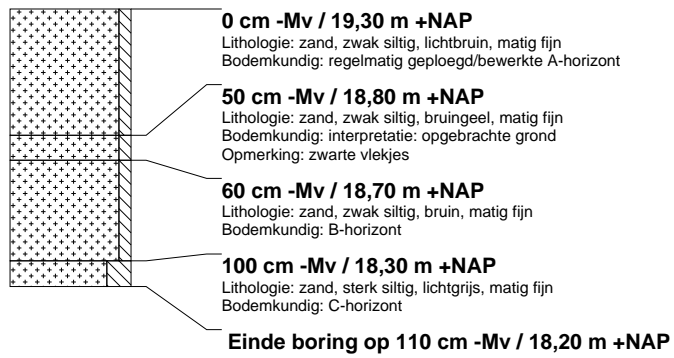 0 cm -Mv / 19,30 m +NAP
Lithologie: zand, zwak siltig, lichtbruin, matig fijn
Bodemkundig: regelmatig geploegd/bewerkte A-horizont
50 cm -Mv / 18,80 m +NAP
Lithologie: zand, zwak siltig, bruingeel, matig fijn
Bodemkundig: interpretatie: opgebrachte grond
Opmerking: zwarte vlekjes
60 cm -Mv / 18,70 m +NAP
Lithologie: zand, zwak siltig, bruin, matig fijn
Bodemkundig: B-horizont
100 cm -Mv / 18,30 m +NAP
Lithologie: zand, sterk siltig, lichtgrijs, matig fijn
Bodemkundig: C-horizont
Einde boring op 110 cm -Mv / 18,20 m +NAP